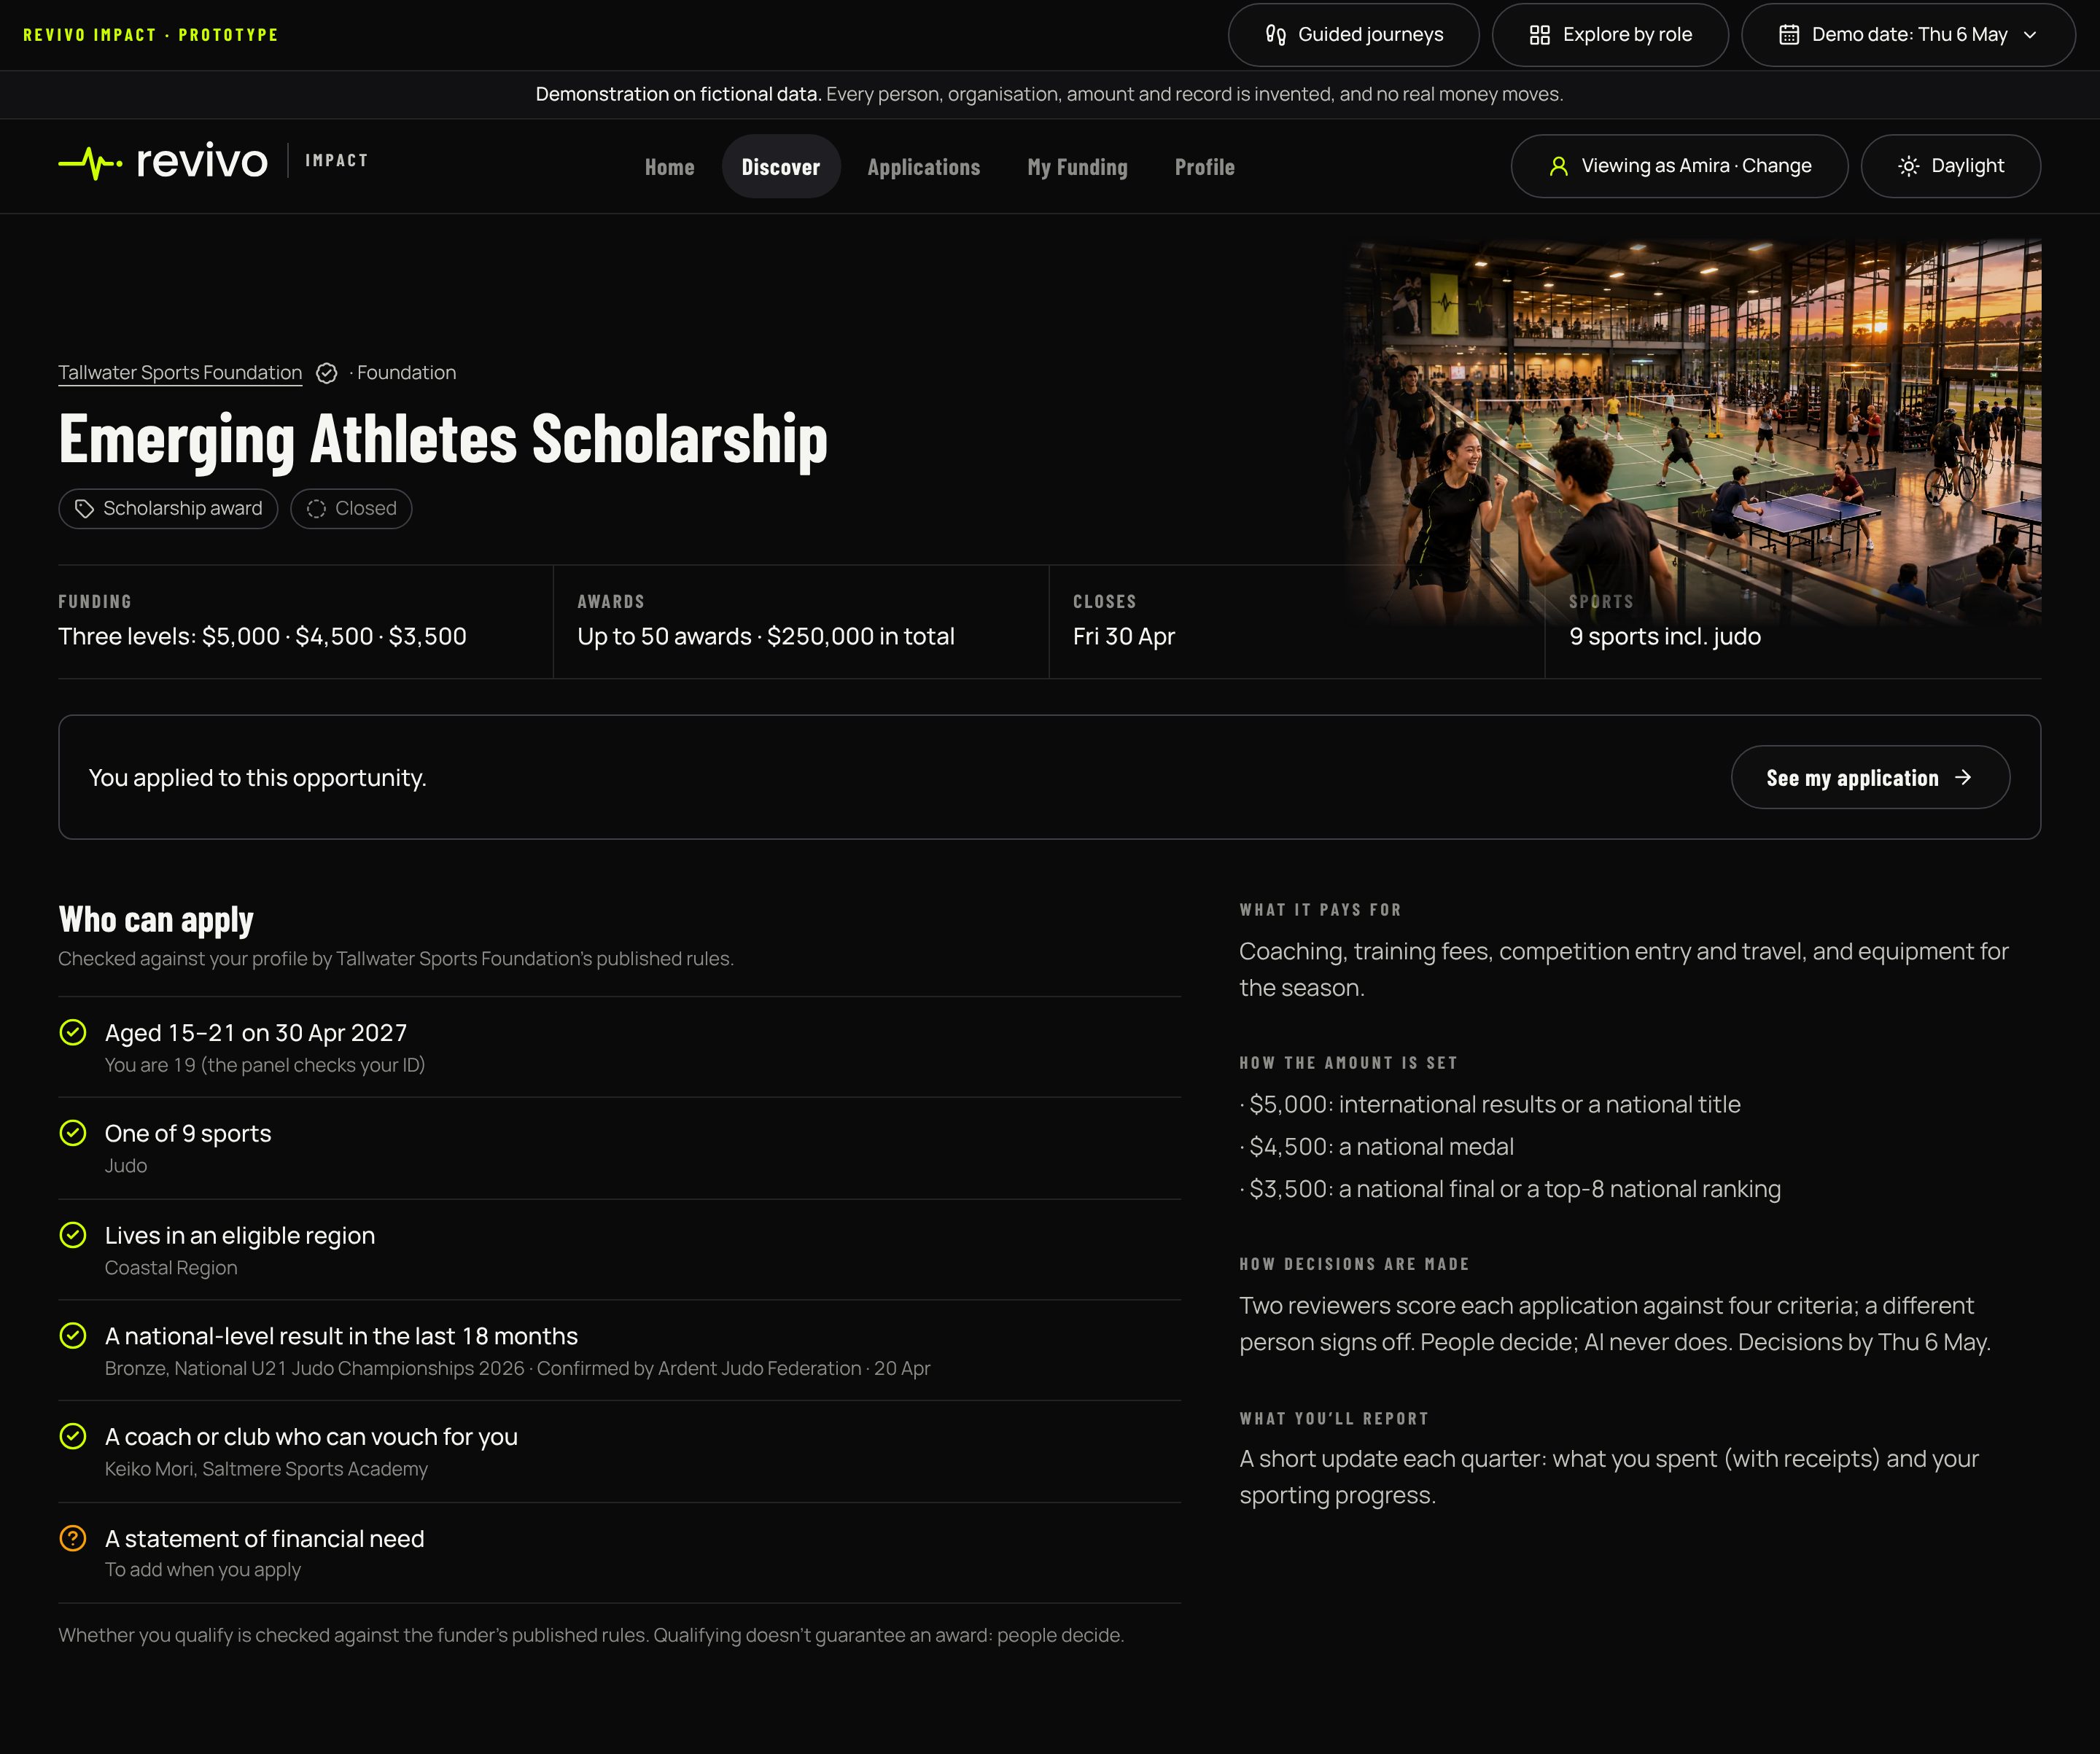 REVIVO IMPACT · PROTOTYPE
Guided journeys
Explore by role
Demo date: Thu 6 May
Demonstration on fictional data. Every person, organisation, amount and record is invented, and no real money moves.
revivo
IMPACT
Home
Discover
Applications
My Funding
Profile
Viewing as Amira · Change
Daylight
Tallwater Sports Foundation · Foundation
Emerging Athletes Scholarship
Scholarship award
Closed
FUNDING
Three levels: $5,000 · $4,500 · $3,500
AWARDS
Up to 50 awards · $250,000 in total
CLOSES
Fri 30 Apr
SPORTS
9 sports incl. judo
You applied to this opportunity.
See my application
Who can apply
Checked against your profile by Tallwater Sports Foundation’s published rules.
Aged 15–21 on 30 Apr 2027
You are 19 (the panel checks your ID)
One of 9 sports
Judo
Lives in an eligible region
Coastal Region
A national-level result in the last 18 months
Bronze, National U21 Judo Championships 2026 · Confirmed by Ardent Judo Federation · 20 Apr
A coach or club who can vouch for you
Keiko Mori, Saltmere Sports Academy
A statement of financial need
To add when you apply
Whether you qualify is checked against the funder’s published rules. Qualifying doesn’t guarantee an award: people decide.
WHAT IT PAYS FOR
Coaching, training fees, competition entry and travel, and equipment for
the season.
HOW THE AMOUNT IS SET
· $5,000: international results or a national title
· $4,500: a national medal
· $3,500: a national final or a top-8 national ranking
HOW DECISIONS ARE MADE
Two reviewers score each application against four criteria; a different
person signs off. People decide; AI never does. Decisions by Thu 6 May.
WHAT YOU’LL REPORT
A short update each quarter: what you spent (with receipts) and your
sporting progress.